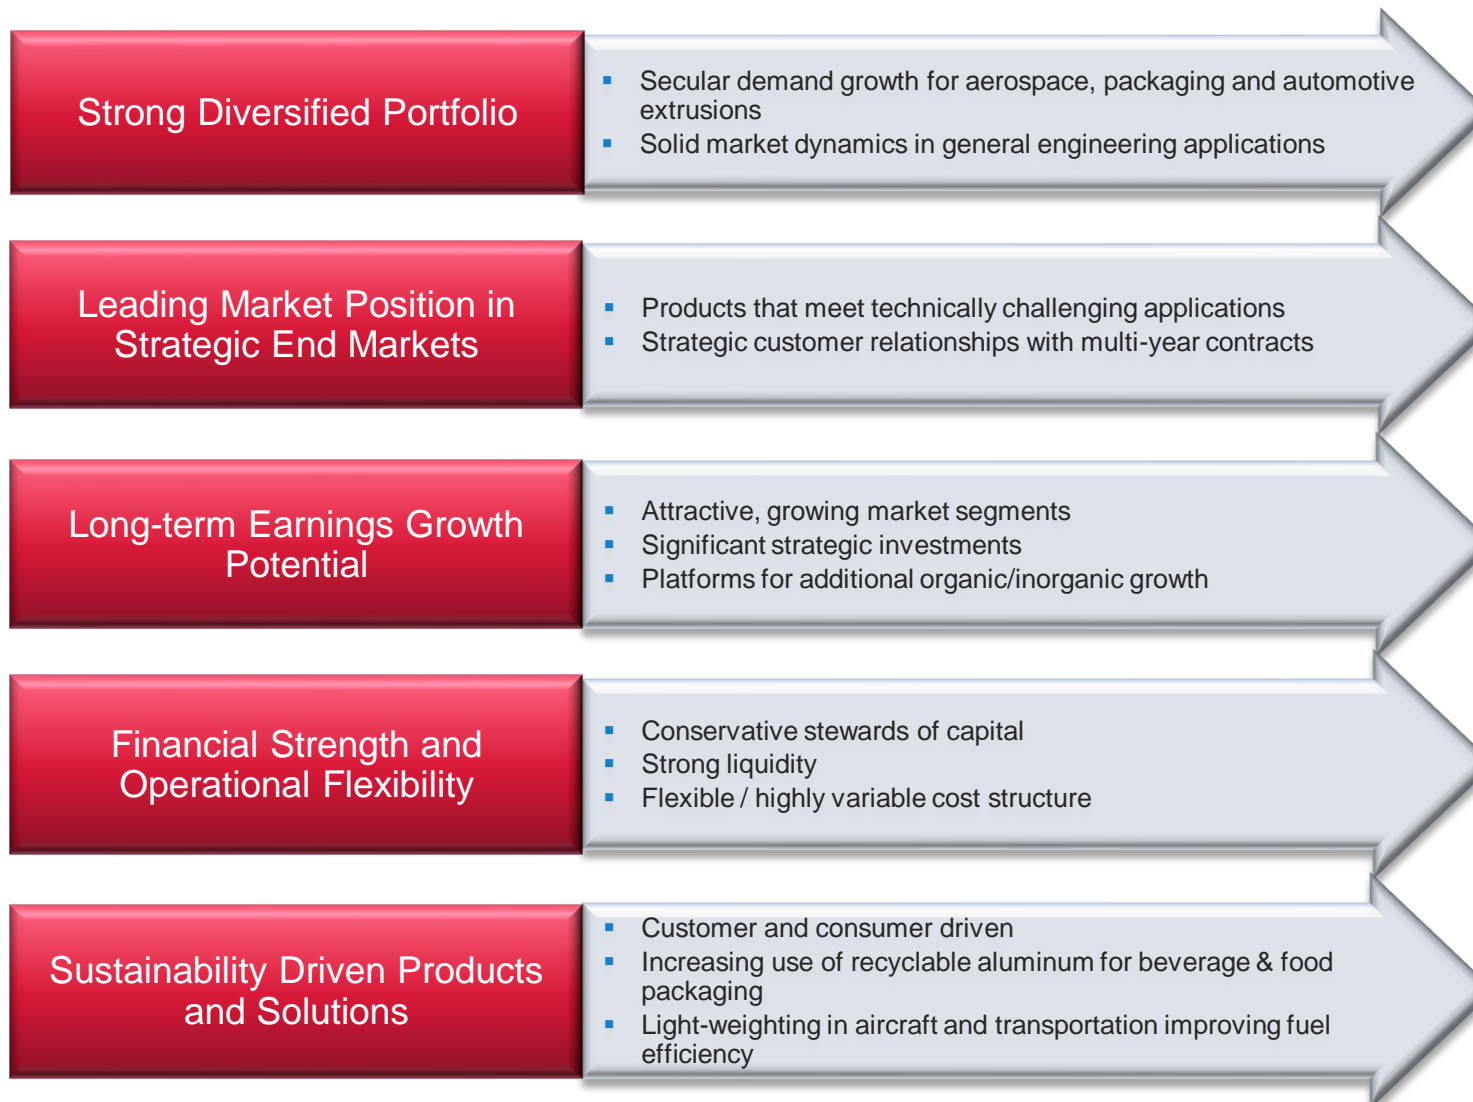 Strong Diversified Portfolio
▪ Secular demand growth for aerospace, packaging and automotive
extrusions
▪ Solid market dynamics in general engineering applications
Leading Market Position in
Strategic End Markets
▪ Products that meet technically challenging applications
▪ Strategic customer relationships with multi-year contracts
Long-term Earnings Growth
Potential
▪ Attractive, growing market segments
▪ Significant strategic investments
▪ Platforms for additional organic/inorganic growth
Financial Strength and
Operational Flexibility
▪ Conservative stewards of capital
▪ Strong liquidity
▪ Flexible / highly variable cost structure
Sustainability Driven Products
and Solutions
▪ Customer and consumer driven
▪ Increasing use of recyclable aluminum for beverage & food
packaging
▪ Light-weighting in aircraft and transportation improving fuel
efficiency